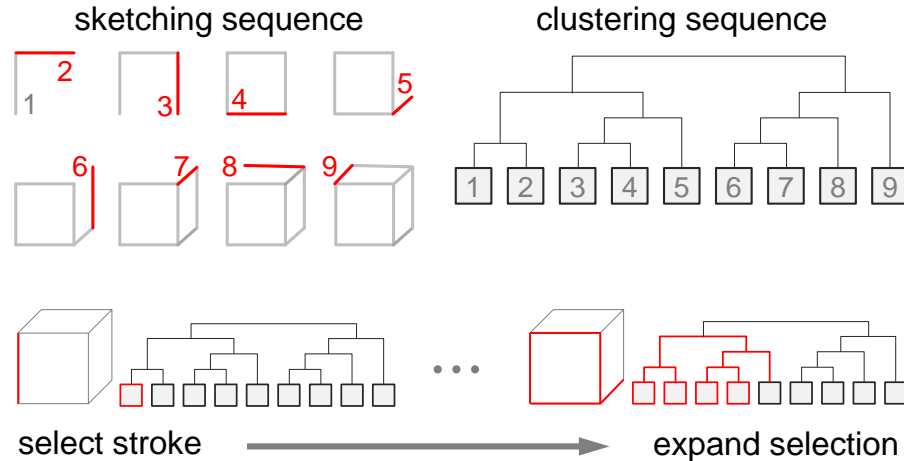 sketching sequence
clustering sequence
1 2
3
4
5
6
7
8
9
1 2 3 4 5 6 7 8 9
...
select stroke
expand selection